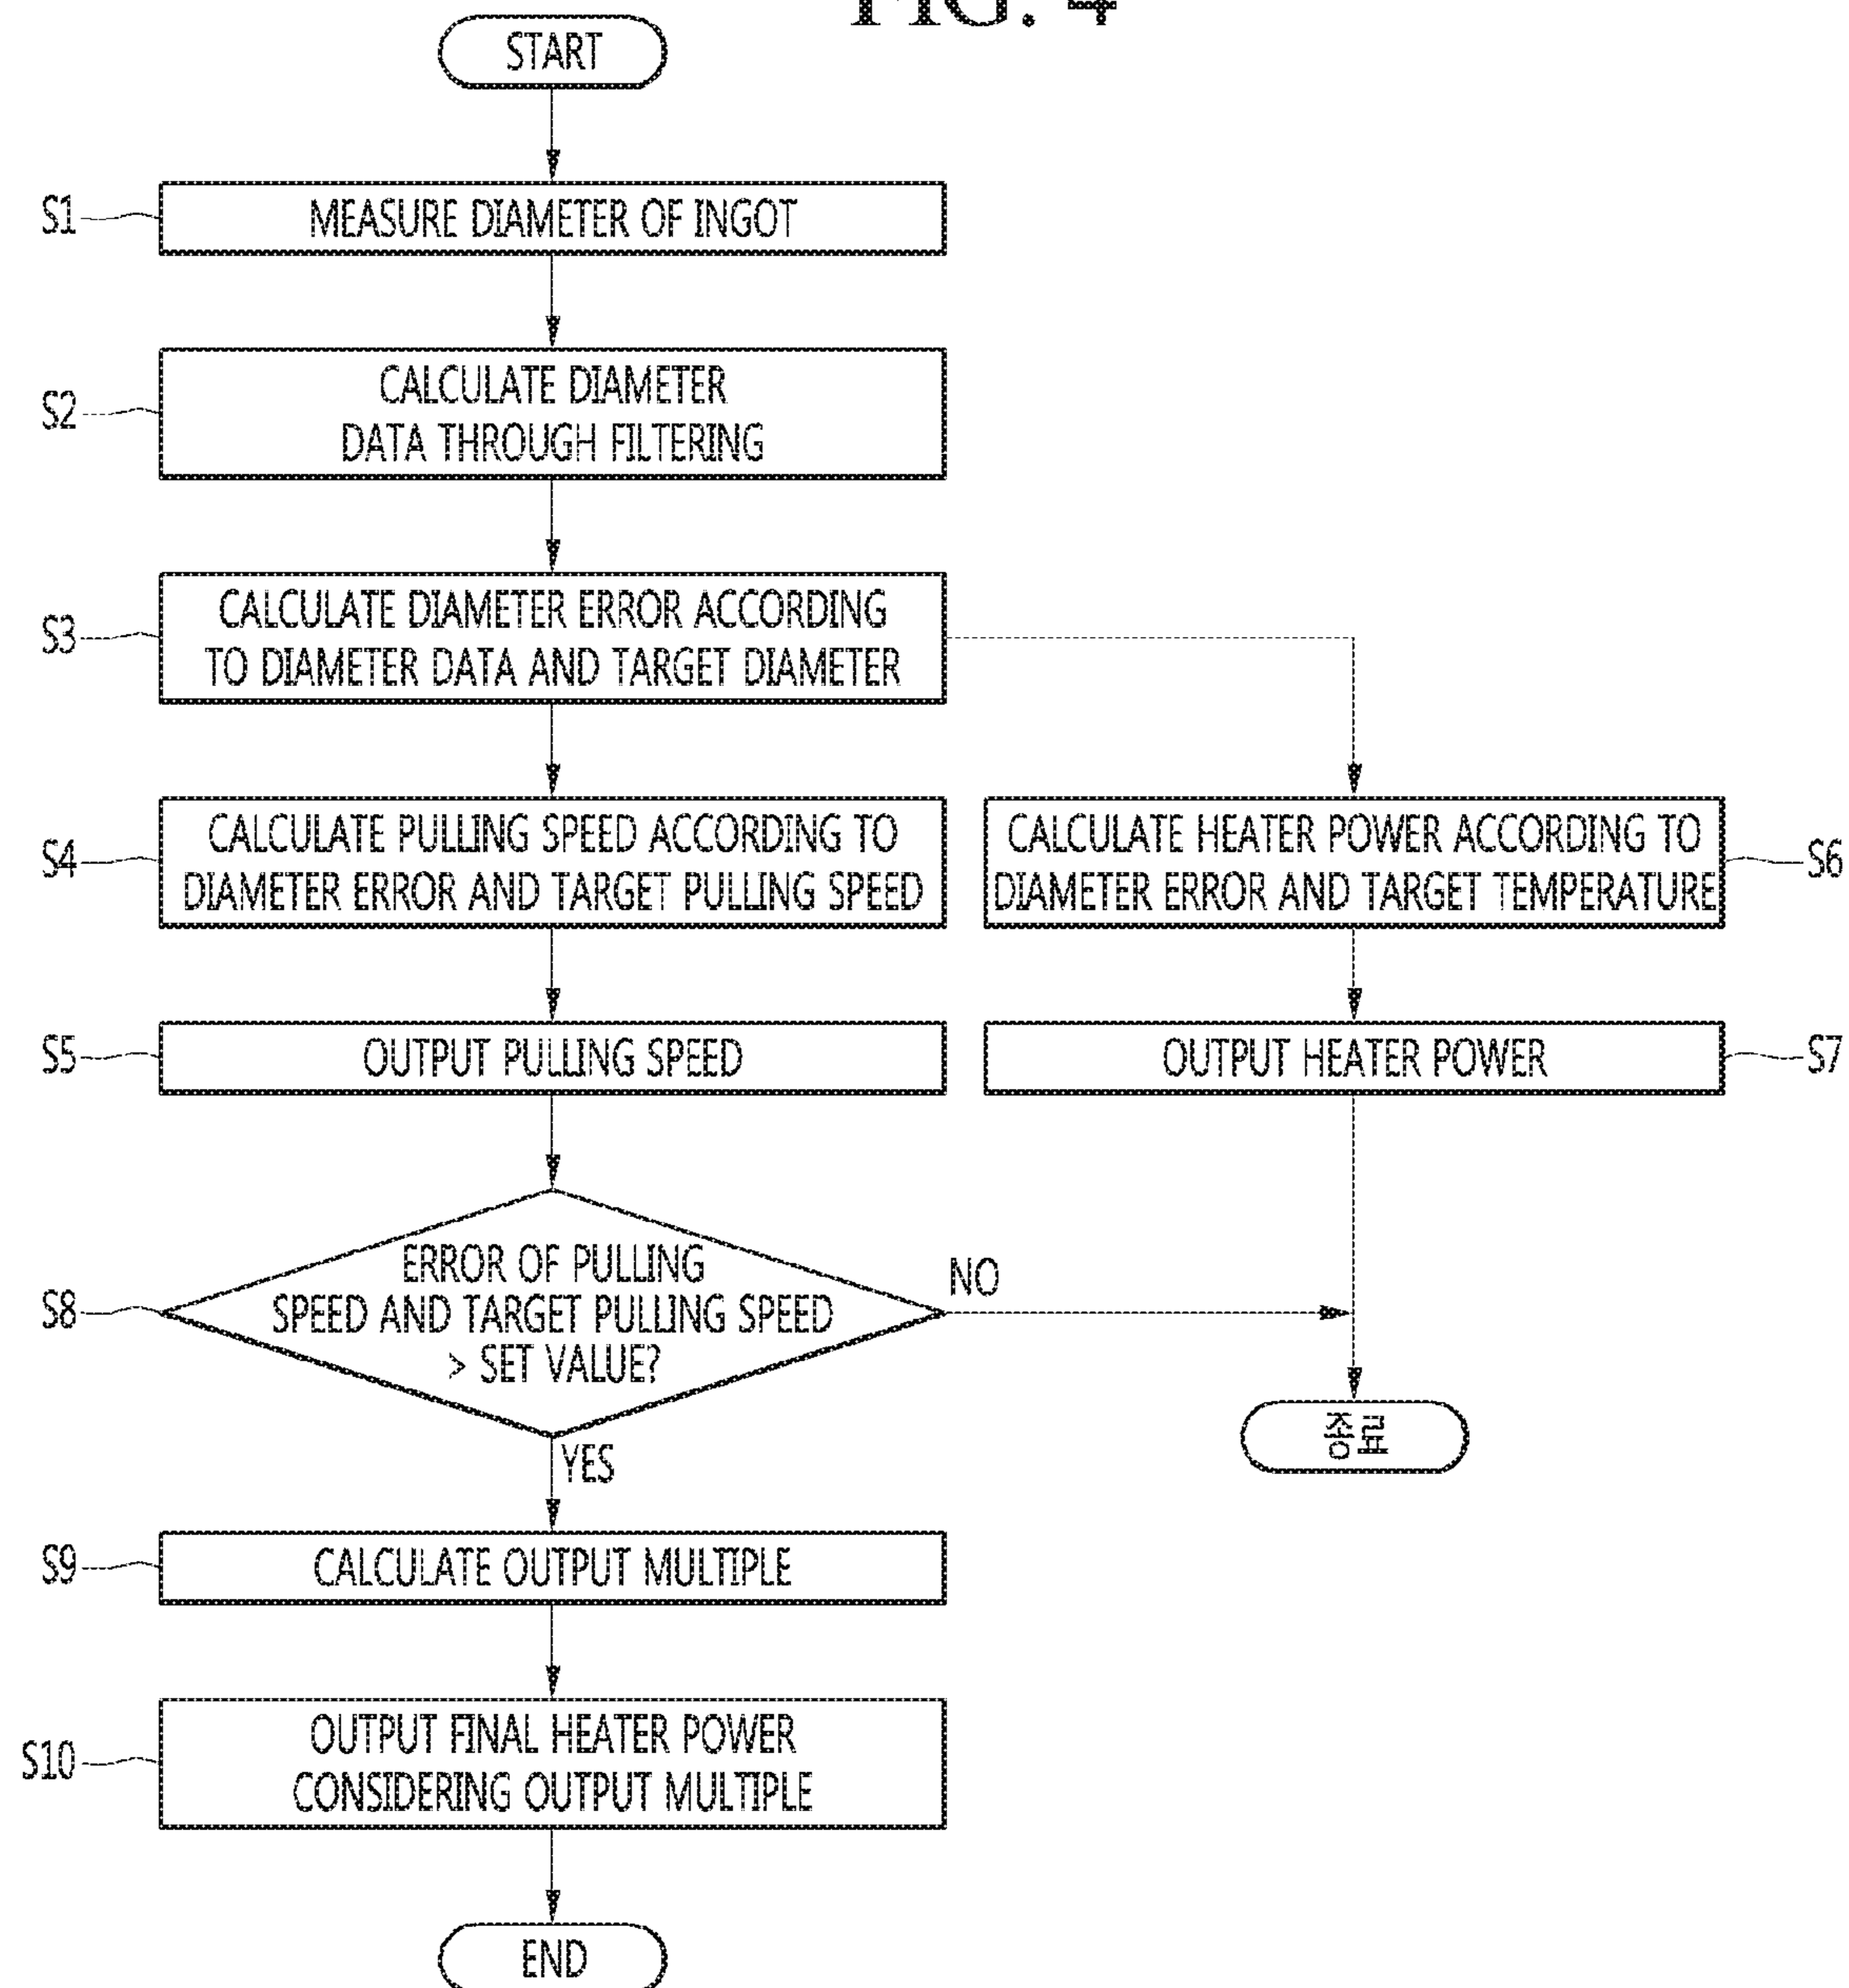 FIG. 4
START
S1
MEASURE DIAMETER OF INGOT
S2
CALCULATE DIAMETER
DATA THROUGH FILTERING
S3
CALCULATE DIAMETER ERROR ACCORDING
TO DIAMETER DATA AND TARGET DIAMETER
S4
CALCULATE PULLING SPEED ACCORDING TO
DIAMETER ERROR AND TARGET PULLING SPEED
CALCULATE HEATER POWER ACCORDING TO
DIAMETER ERROR AND TARGET TEMPERATURE
S6
S5
OUTPUT PULLING SPEED
OUTPUT HEATER POWER
S7
S8
ERROR OF PULLING
SPEED AND TARGET PULLING SPEED
> SET VALUE?
NO
YES
종료
S9
CALCULATE OUTPUT MULTIPLE
S10
OUTPUT FINAL HEATER POWER
CONSIDERING OUTPUT MULTIPLE
END